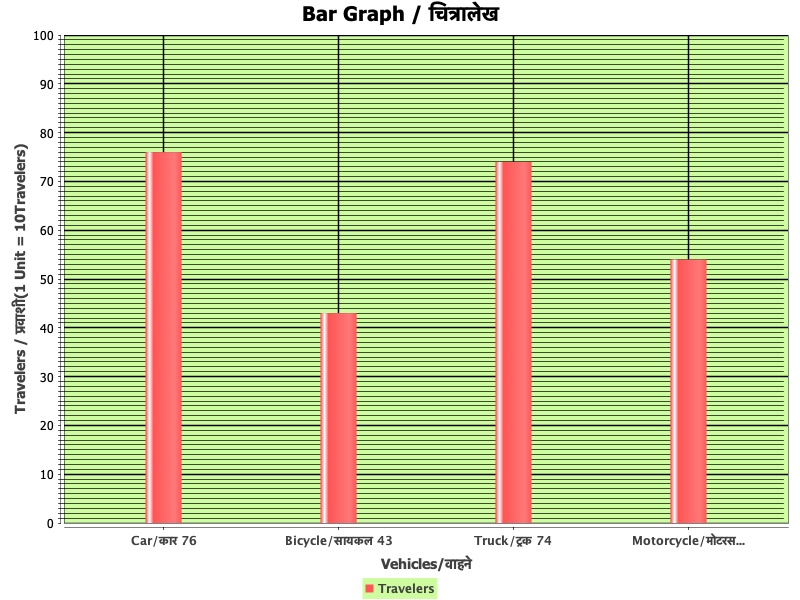 Bar Graph / चित्रालेख
Travelers / प्रवाशी(1 Unit = 10Travelers)
100
90
80
70
60
50
40
30
20
10
0
Car/कार 76 Bicycle/सायकल 43 Truck/ट्रक 74 Motorcycle/मोटरस...
Vehicles/वाहने
Travelers